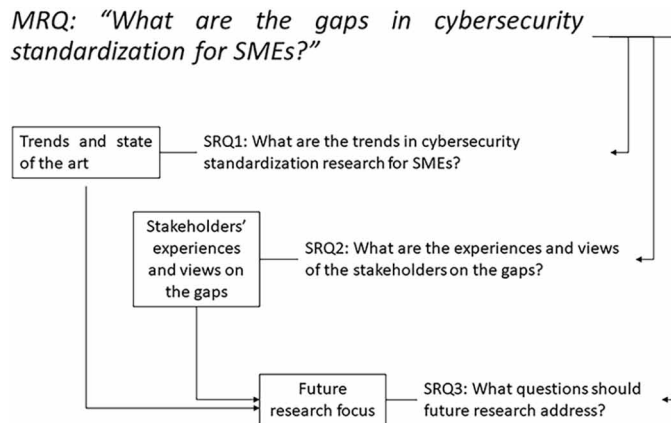 MRQ: “What are the gaps in cybersecurity
standardization for SMEs?”
Trends and state
of the art
SRQ1: What are the trends in cybersecurity
standardization research for SMEs?
Stakeholders’
experiences
and views on
the gaps
SRQ2: What are the experiences and views
of the stakeholders on the gaps?
Future
research focus
SRQ3: What questions should
future research address?